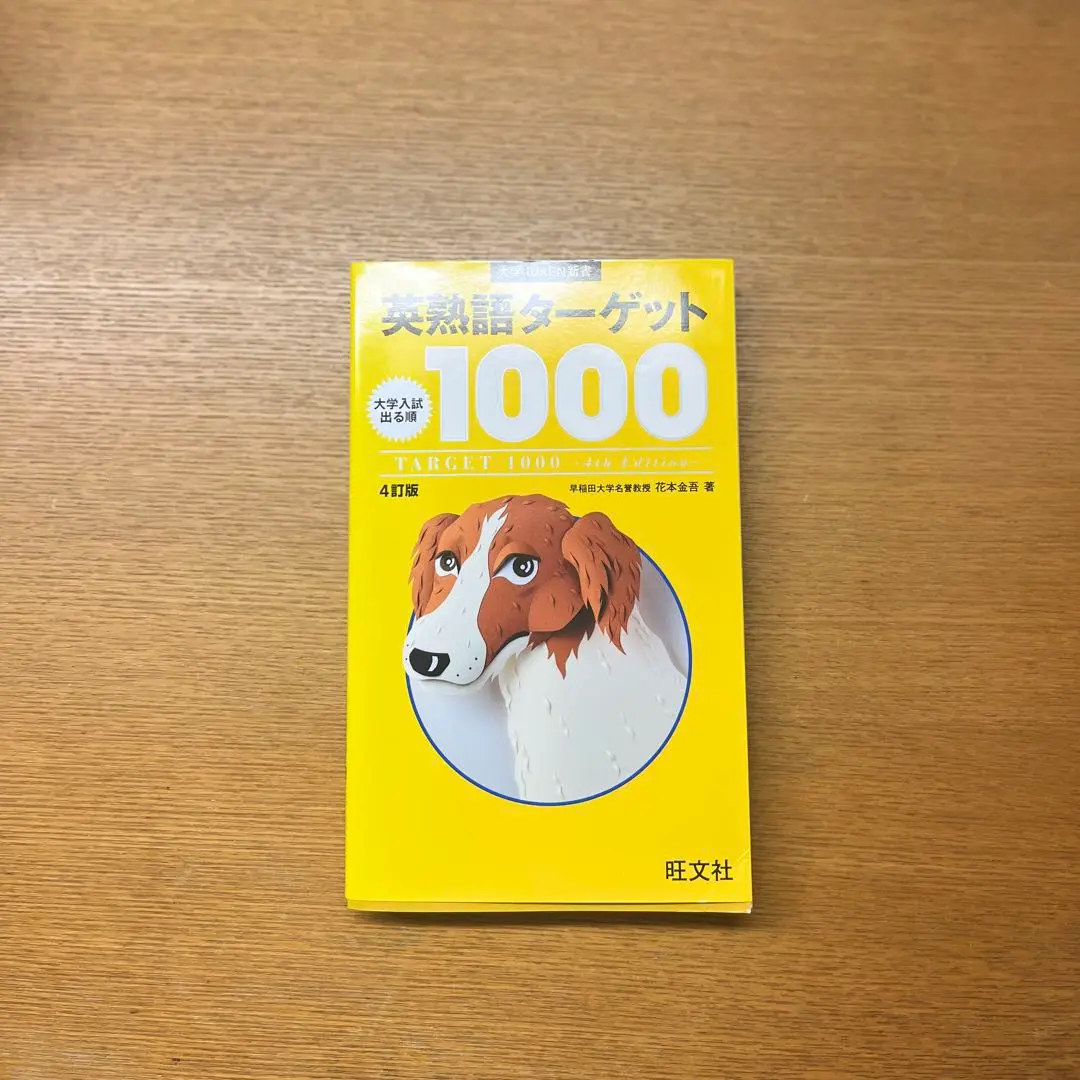 大学JUKEN新書
英熟語ターゲット
1000
大学入試
出る順
TARGET 1000 -4th Edition-
4訂版
早稲田大学名誉教授 花本金吾 著
旺文社